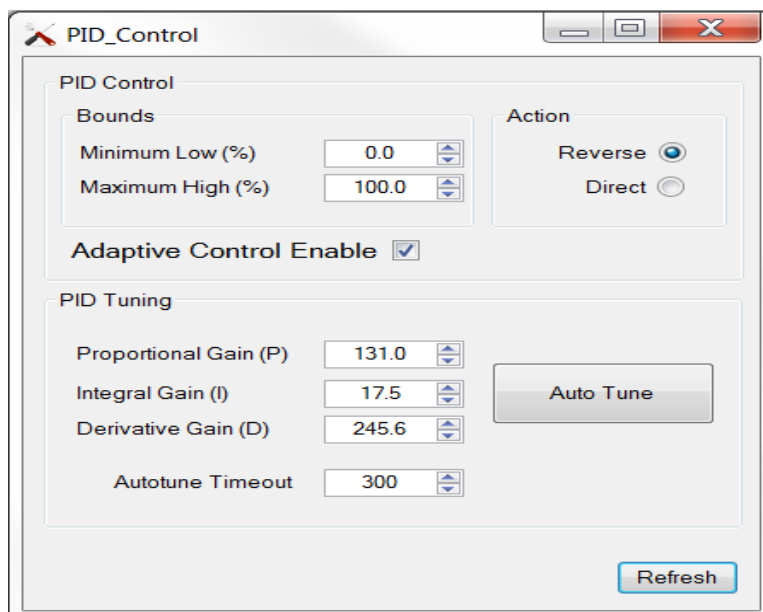 PID_Control
PID Control
Bounds
Minimum Low (%) 0.0
Maximum High (%) 100.0
Action
Reverse
Direct
Adaptive Control Enable
PID Tuning
Proportional Gain (P) 131.0
Integral Gain (I) 17.5
Derivative Gain (D) 245.6
Autotune Timeout 300
Auto Tune
Refresh